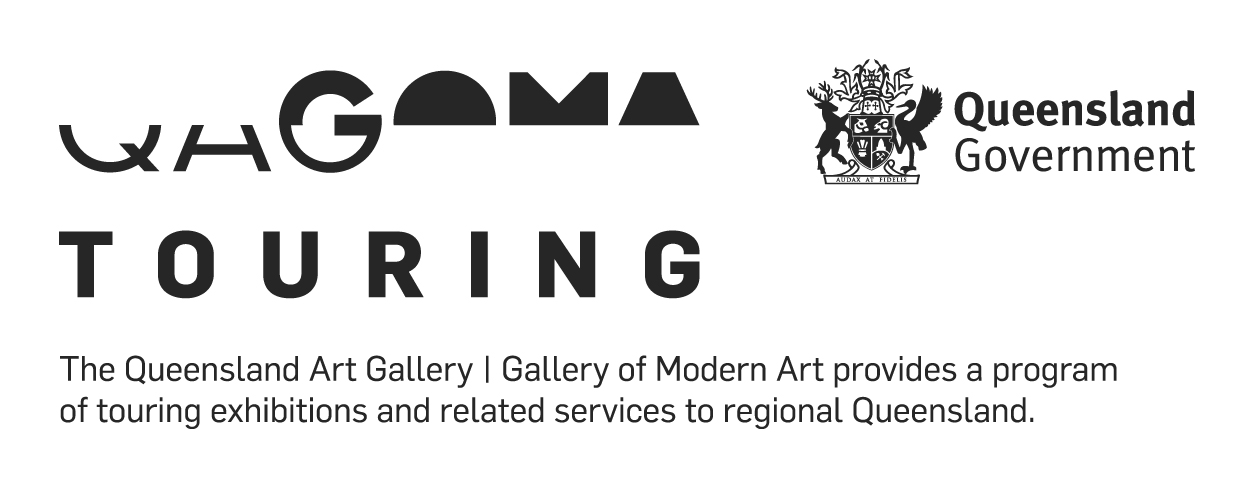 QAGOMA
TOURING
Queensland
Government
AUDAX AT FIDELIS
The Queensland Art Gallery | Gallery of Modern Art provides a program
of touring exhibitions and related services to regional Queensland.